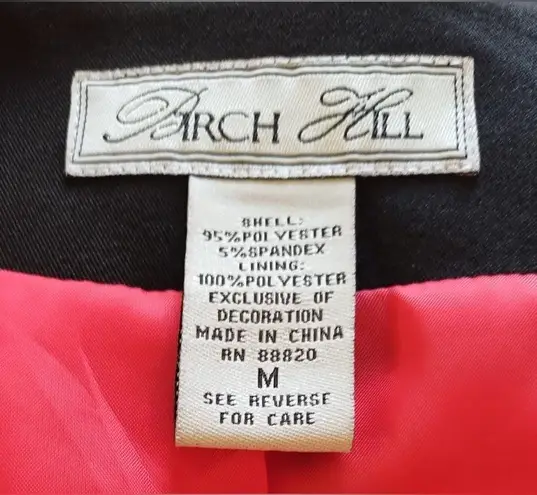 BIRCH HILL
SHELL:
95%POLYESTER
5%SPANDEX
LINING:
100%POLYESTER
EXCLUSIVE OF
DECORATION
MADE IN CHINA
RN 88820
M
SEE REVERSE
FOR CARE